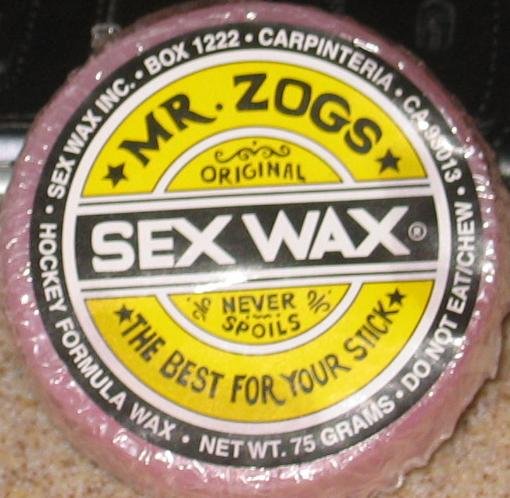 SEX WAX INC. • BOX 1222 • CARPINTERIA • CA 93013 • DO NOT EAT/CHEW
MR. ZOGS
ORIGINAL
SEX WAX®
NEVER
SPOILS
THE BEST FOR YOUR STICK
HOCKEY FORMULA WAX • NET WT. 75 GRAMS •